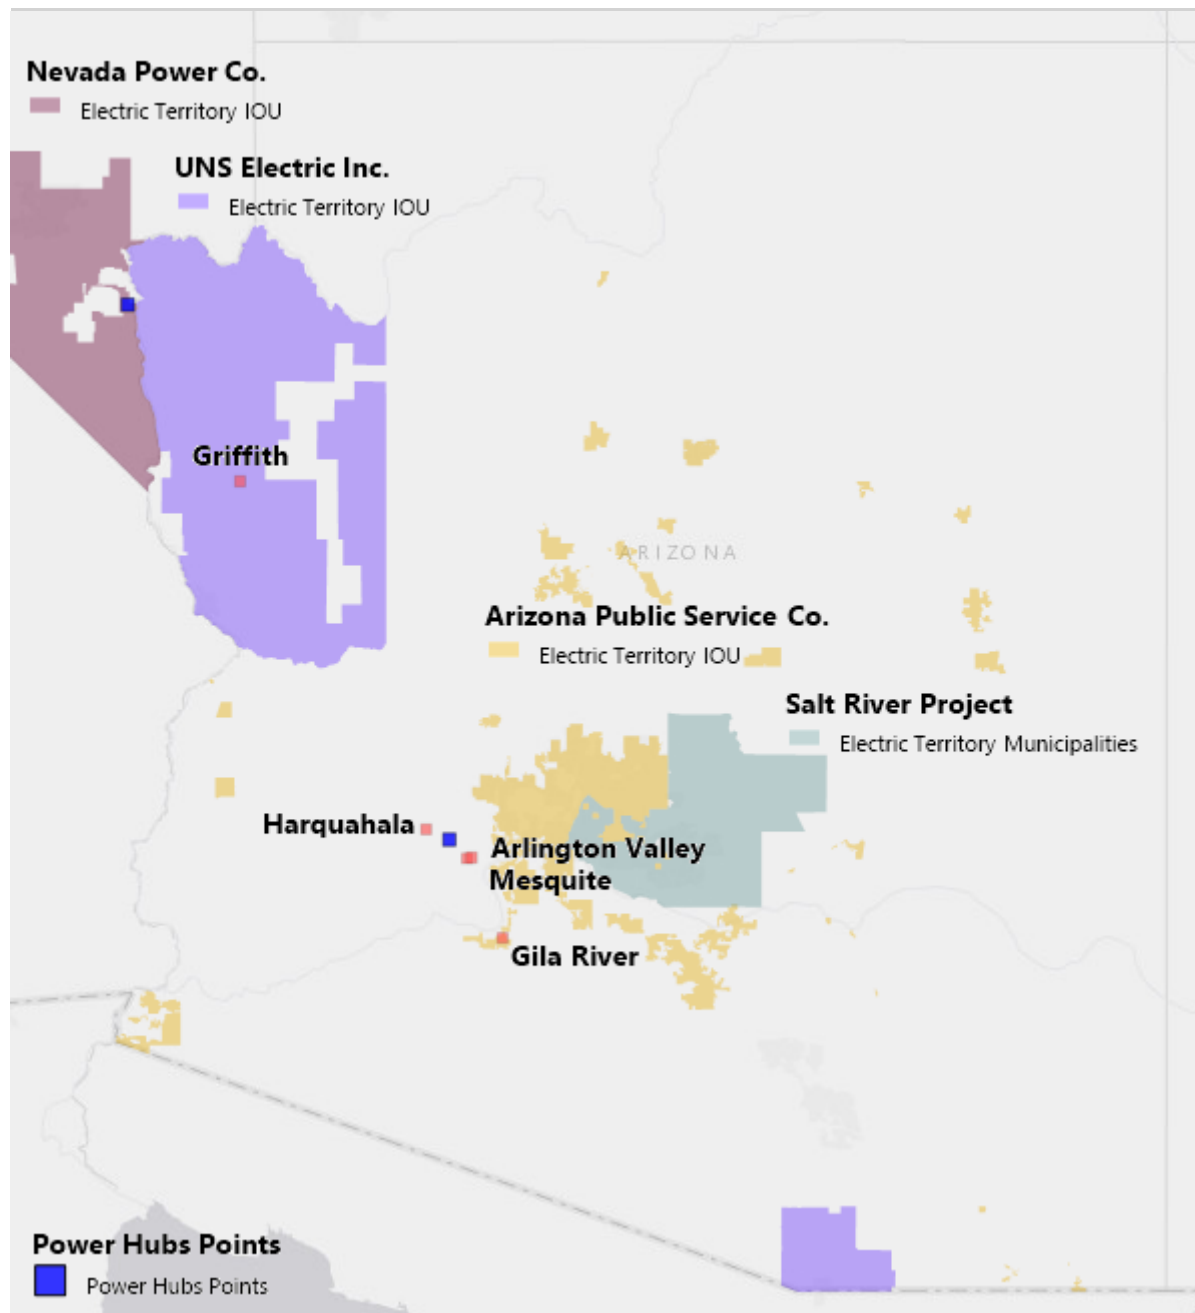 Nevada Power Co.
Electric Territory IOU
UNS Electric Inc.
Electric Territory IOU
Griffith
ARIZONA
Arizona Public Service Co.
Electric Territory IOU
Salt River Project
Electric Territory Municipalities
Harquahala
Arlington Valley
Mesquite
Gila River
Power Hubs Points
Power Hubs Points